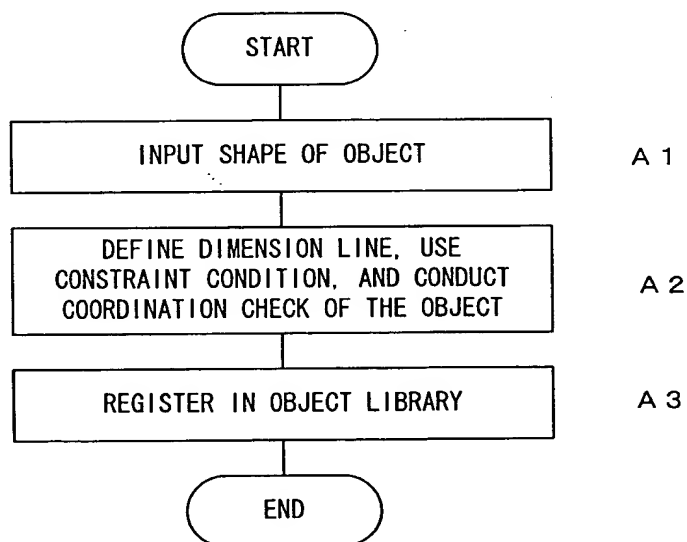 START
INPUT SHAPE OF OBJECT
A 1
DEFINE DIMENSION LINE, USE
CONSTRAINT CONDITION, AND CONDUCT
COORDINATION CHECK OF THE OBJECT
A 2
REGISTER IN OBJECT LIBRARY
A 3
END